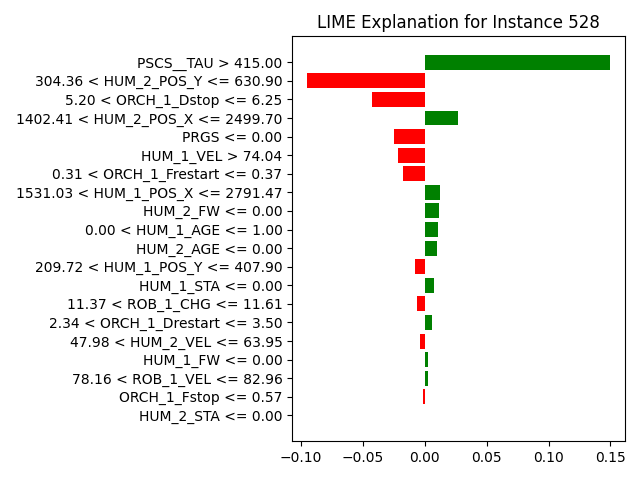 LIME Explanation for Instance 528
PSCS__TAU > 415.00
304.36 < HUM_2_POS_Y <= 630.90
5.20 < ORCH_1_Dstop <= 6.25
1402.41 < HUM_2_POS_X <= 2499.70
PRGS <= 0.00
HUM_1_VEL > 74.04
0.31 < ORCH_1_Frestart <= 0.37
1531.03 < HUM_1_POS_X <= 2791.47
HUM_2_FW <= 0.00
0.00 < HUM_1_AGE <= 1.00
HUM_2_AGE <= 0.00
209.72 < HUM_1_POS_Y <= 407.90
HUM_1_STA <= 0.00
11.37 < ROB_1_CHG <= 11.61
2.34 < ORCH_1_Drestart <= 3.50
47.98 < HUM_2_VEL <= 63.95
HUM_1_FW <= 0.00
78.16 < ROB_1_VEL <= 82.96
ORCH_1_Fstop <= 0.57
HUM_2_STA <= 0.00
−0.10 −0.05 0.00 0.05 0.10 0.15